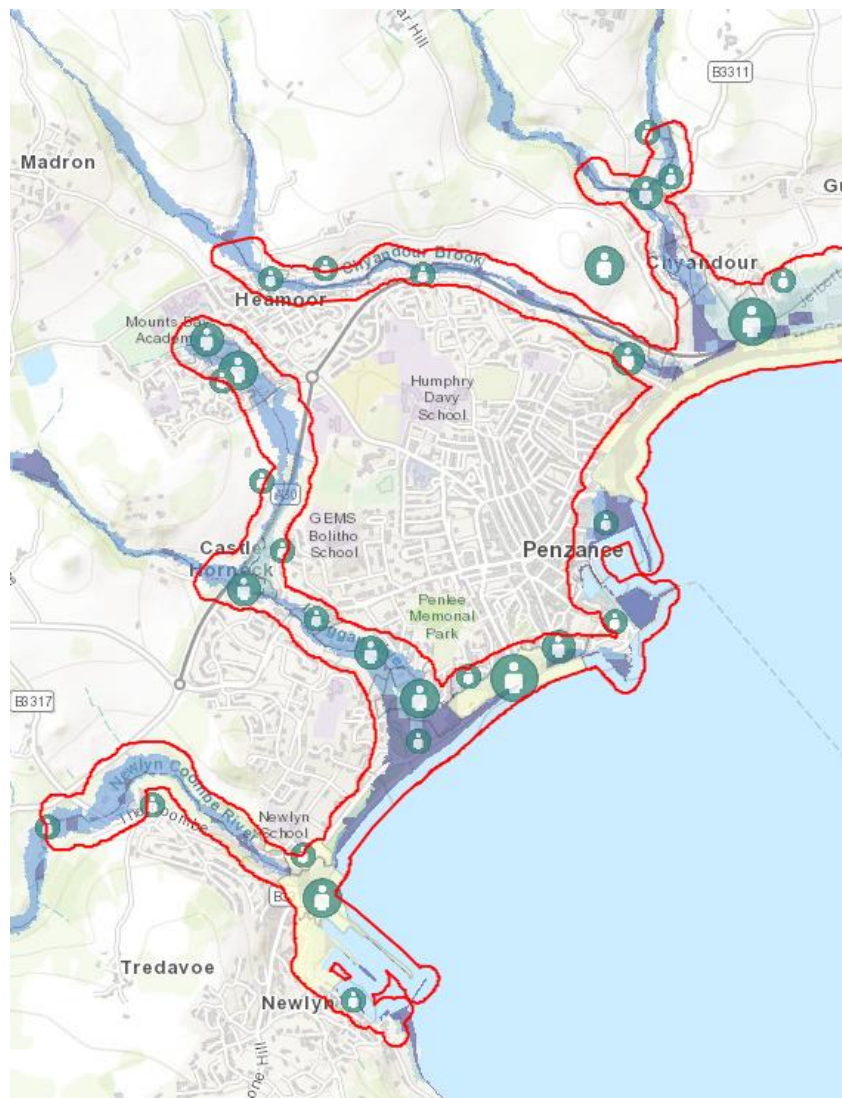 B3311
Madron
Gu
Chyandour Brook
Chyandour
Heamoor
Mounts Bay
Academy
Humphry
Davy
School
A30
GEMS
Bolitho
School
Castle
Horneck
Penzance
Penlee
Memorial
Park
B3317
Newlyn Coombe River
The Coombe
Newlyn
School
Tredavoe
Newlyn